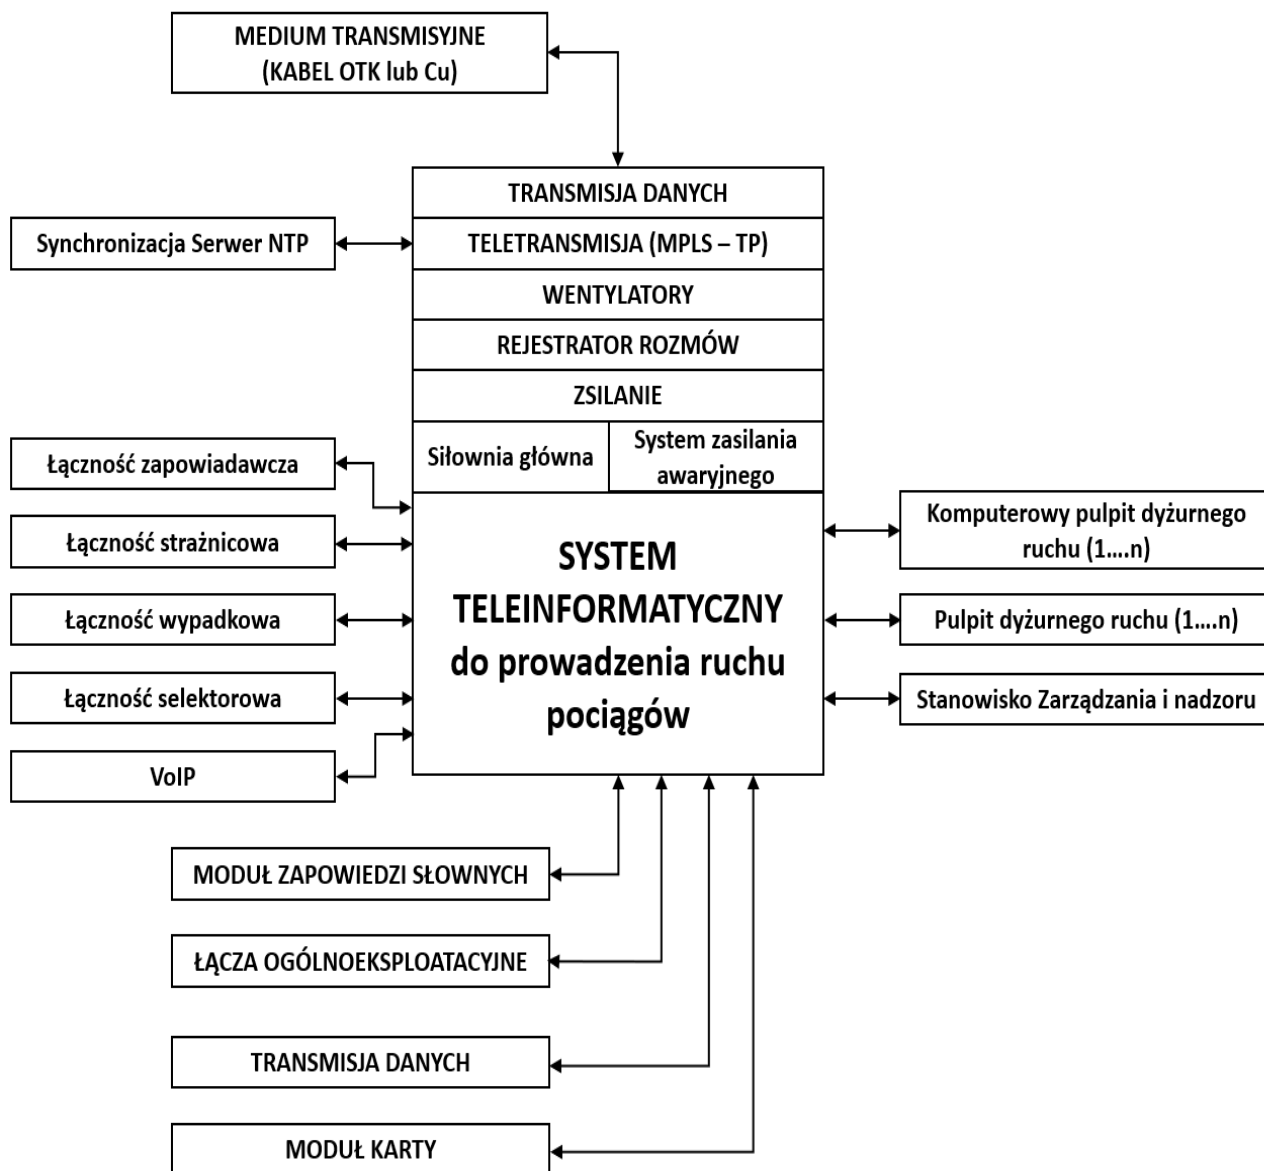 MEDIUM TRANSMISYJNE
(KABEL OTK lub Cu)
TRANSMISJA DANYCH
Synchronizacja Serwer NTP
TELETRANSMISJA (MPLS – TP)
WENTYLATORY
REJESTRATOR ROZMÓW
ZSILANIE
Siłownia główna
System zasilania
awaryjnego
Łączność zapowiadawcza
Łączność strażnicowa
Łączność wypadkowa
Łączność selektorowa
VoIP
SYSTEM
TELEINFORMATYCZNY
do prowadzenia ruchu
pociągów
Komputerowy pulpit dyżurnego
ruchu (1....n)
Pulpit dyżurnego ruchu (1....n)
Stanowisko Zarządzania i nadzoru
MODUŁ ZAPOWIEDZI SŁOWNYCH
ŁĄCZA OGÓLNOEKSPLOATACYJNE
TRANSMISJA DANYCH
MODUŁ KARTY